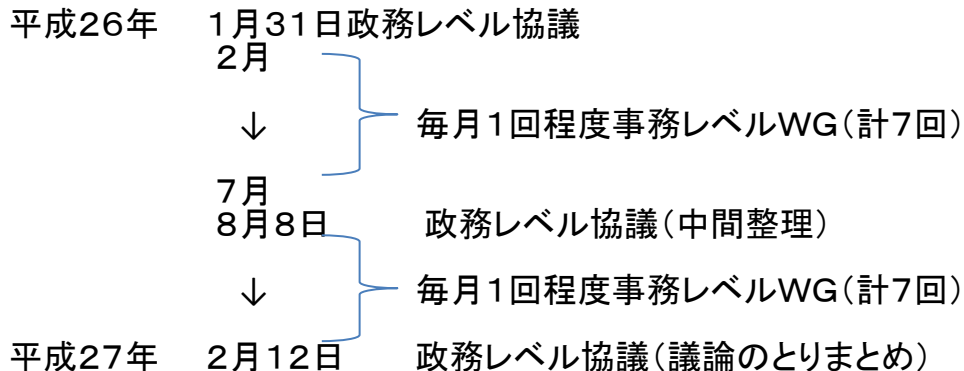 平成26年　1月31日政務レベル協議
2月
↓　毎月1回程度事務レベルWG(計7回)
7月
8月8日　政務レベル協議(中間整理)
↓　毎月1回程度事務レベルWG(計7回)
平成27年　2月12日　政務レベル協議(議論のとりまとめ)